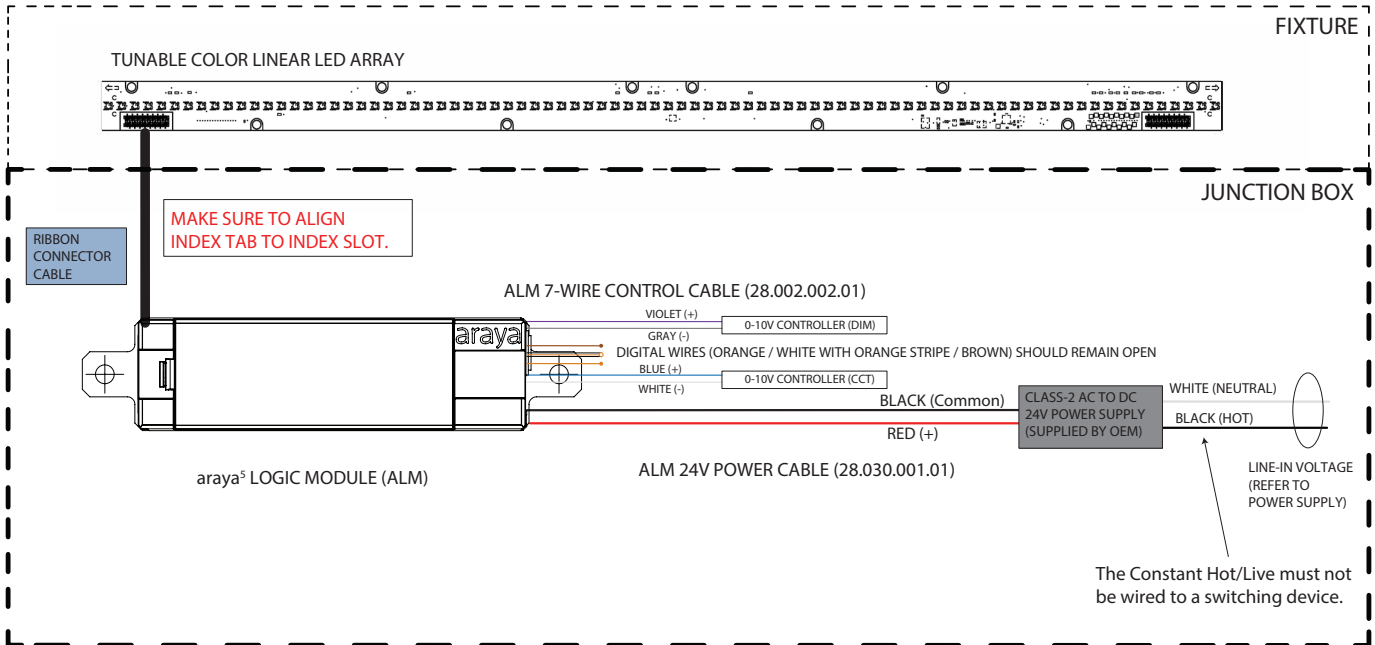 FIXTURE
TUNABLE COLOR LINEAR LED ARRAY
JUNCTION BOX
MAKE SURE TO ALIGN
INDEX TAB TO INDEX SLOT.
RIBBON
CONNECTOR
CABLE
ALM 7-WIRE CONTROL CABLE (28.002.002.01)
VIOLET (+)
0-10V CONTROLLER (DIM)
GRAY (-)
araya
DIGITAL WIRES (ORANGE / WHITE WITH ORANGE STRIPE / BROWN) SHOULD REMAIN OPEN
BLUE (+)
0-10V CONTROLLER (CCT)
WHITE (-)
BLACK (Common)
RED (+)
CLASS-2 AC TO DC
24V POWER SUPPLY
(SUPPLIED BY OEM)
WHITE (NEUTRAL)
BLACK (HOT)
araya⁵ LOGIC MODULE (ALM)
ALM 24V POWER CABLE (28.030.001.01)
LINE-IN VOLTAGE
(REFER TO
POWER SUPPLY)
The Constant Hot/Live must not
be wired to a switching device.